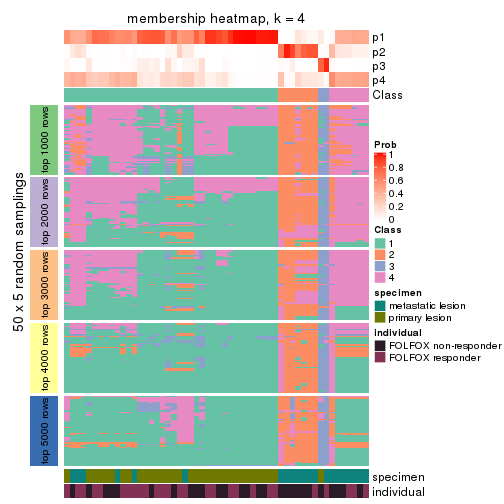 membership heatmap, k = 4
p1
p2
p3
p4
Class
50 x 5 random samplings
top 1000 rows
top 2000 rows
top 3000 rows
top 4000 rows
top 5000 rows
Prob
1
0.8
0.6
0.4
0.2
0
Class
1
2
3
4
specimen
metastatic lesion
primary lesion
individual
FOLFOX non-responder
FOLFOX responder
specimen
individual